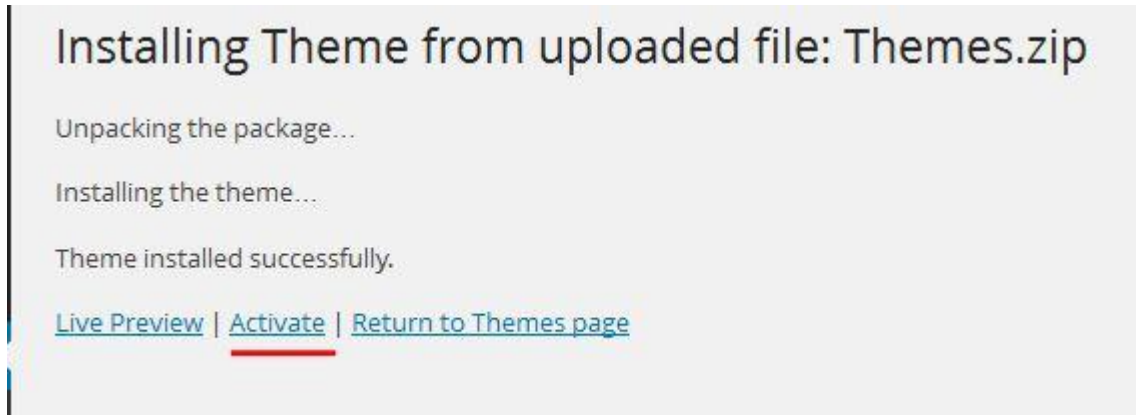 Installing Theme from uploaded file: Themes.zip
Unpacking the package…
Installing the theme…
Theme installed successfully.
Live Preview | Activate | Return to Themes page